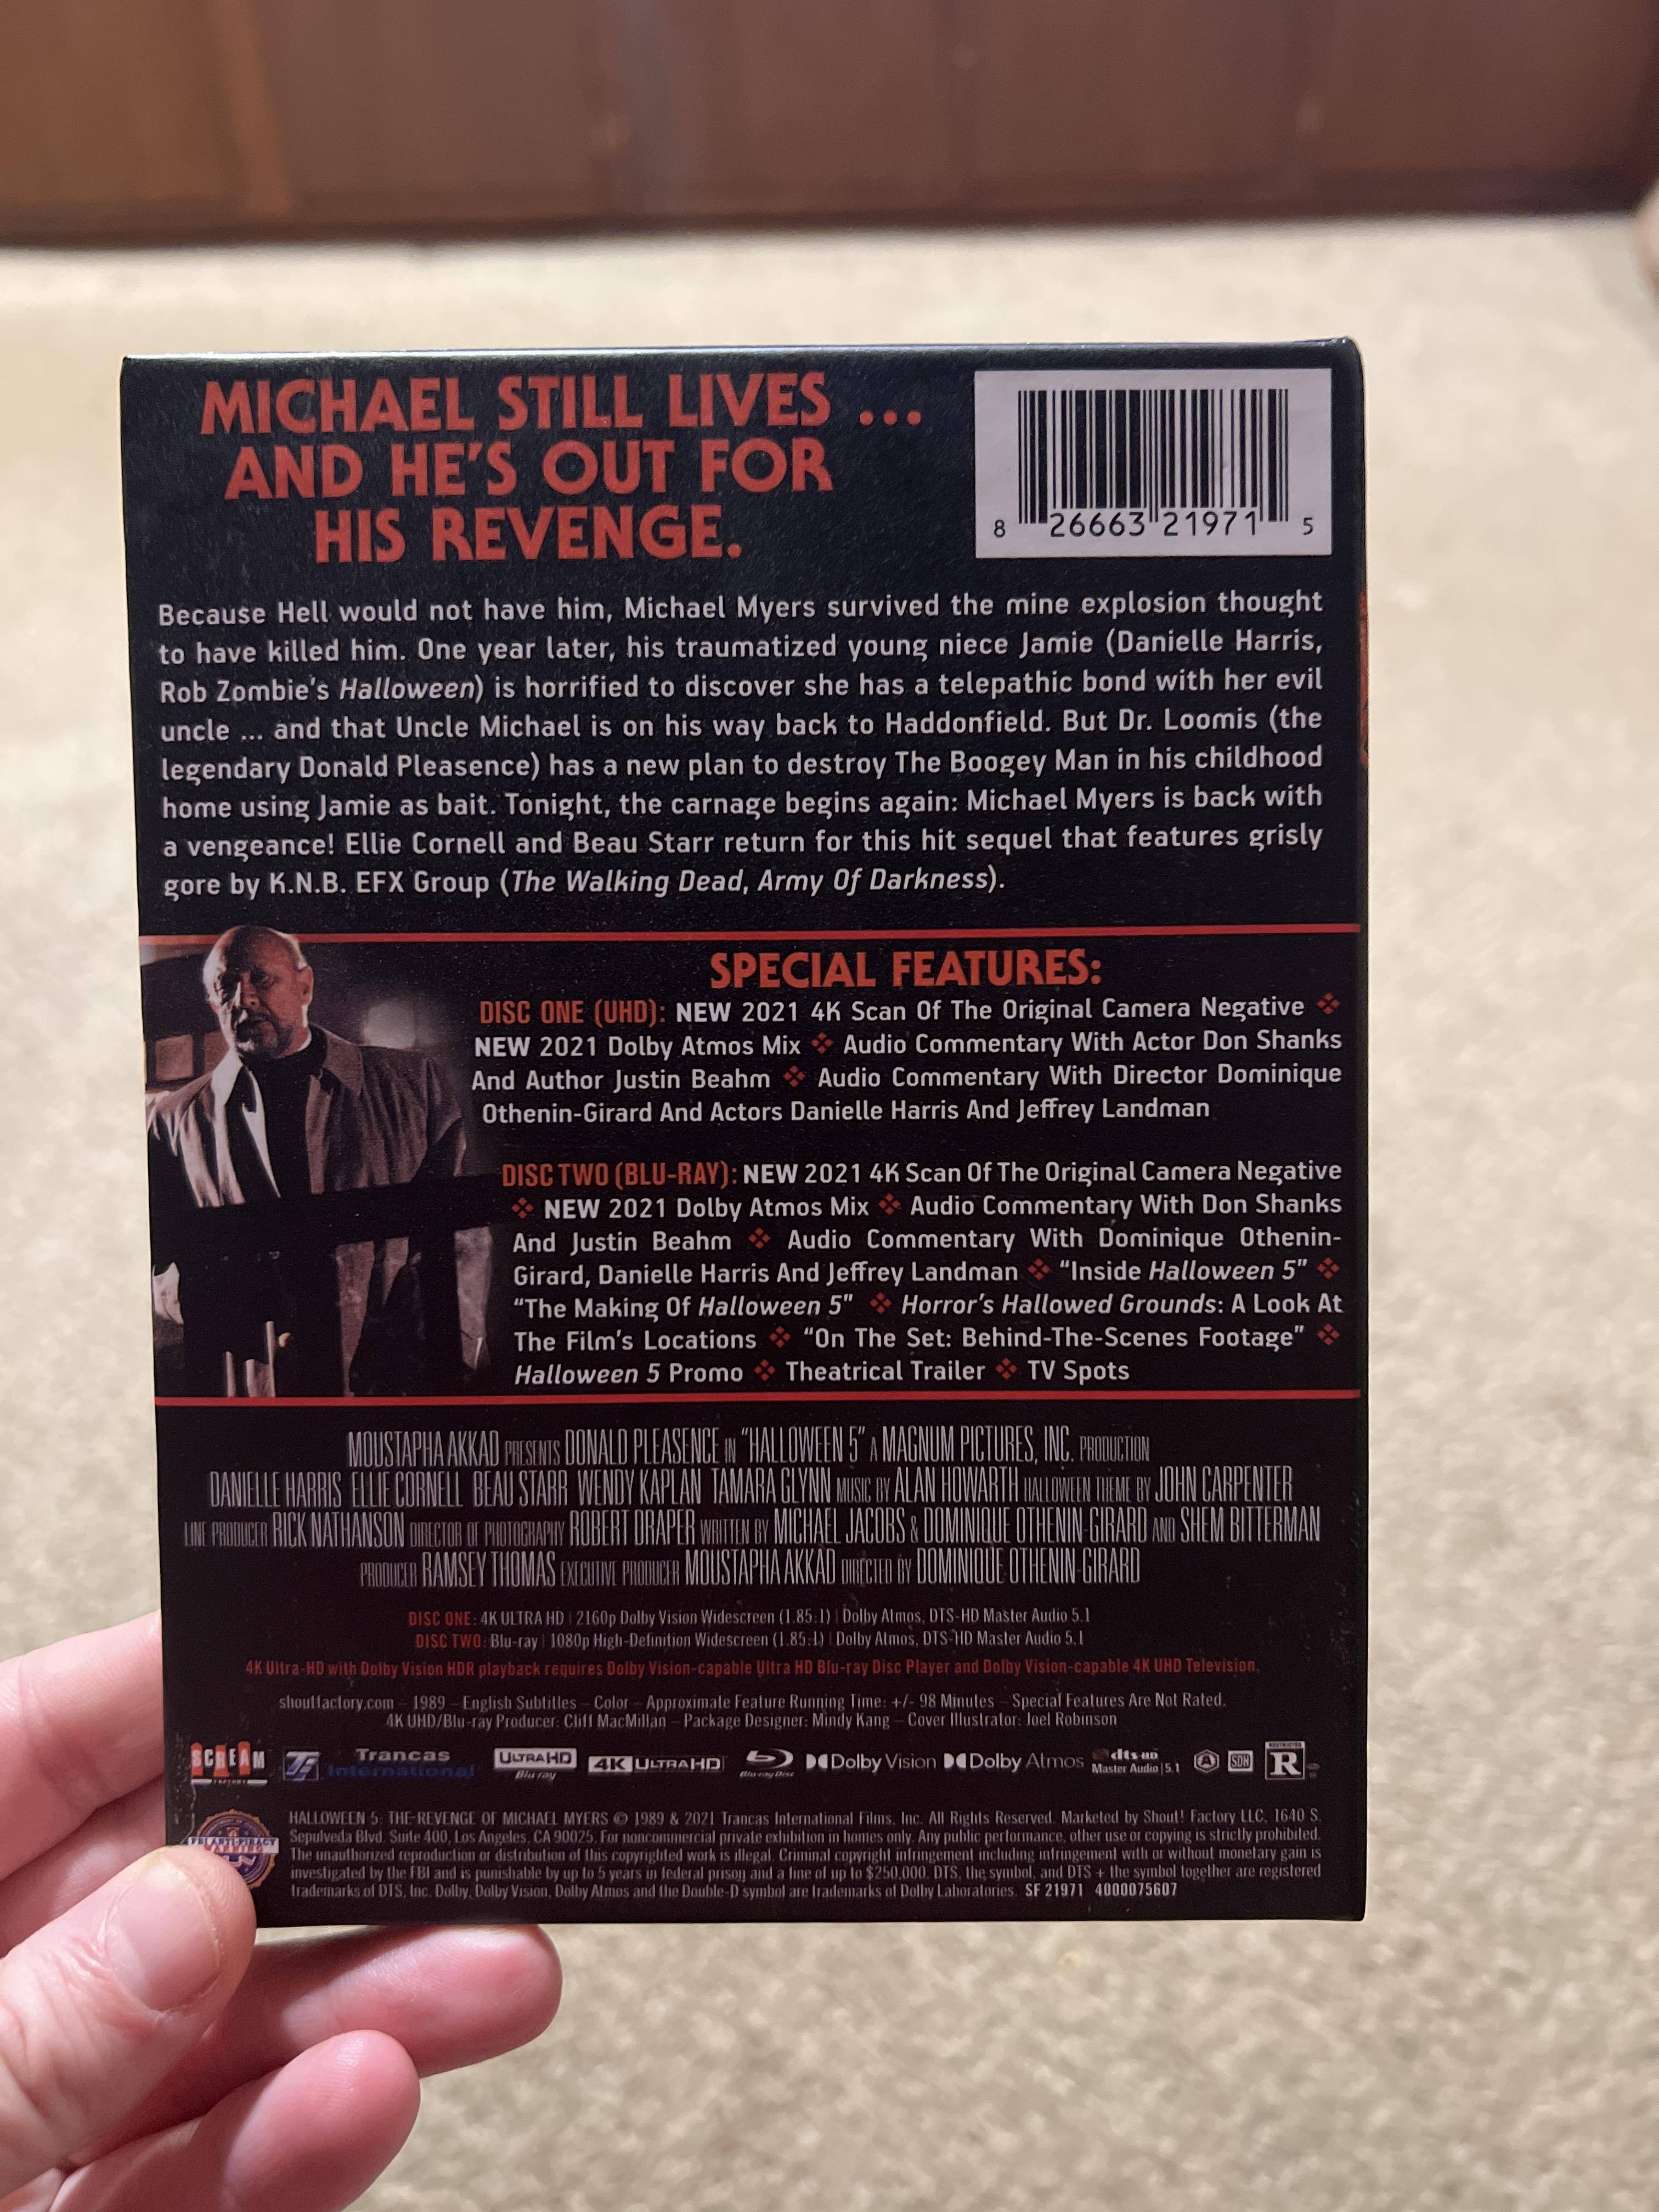 MICHAEL STILL LIVES ...
AND HE'S OUT FOR
HIS REVENGE.
8 26663 21971 5
Because Hell would not have him, Michael Myers survived the mine explosion thought
to have killed him. One year later, his traumatized young niece Jamie (Danielle Harris,
Rob Zombie's Halloween) is horrified to discover she has a telepathic bond with her evil
uncle ... and that Uncle Michael is on his way back to Haddonfield. But Dr. Loomis (the
legendary Donald Pleasence) has a new plan to destroy The Boogey Man in his childhood
home using Jamie as bait. Tonight, the carnage begins again: Michael Myers is back with
a vengeance! Ellie Cornell and Beau Starr return for this hit sequel that features grisly
gore by K.N.B. EFX Group (The Walking Dead, Army Of Darkness).
SPECIAL FEATURES:
DISC ONE (UHD): NEW 2021 4K Scan Of The Original Camera Negative ❖
NEW 2021 Dolby Atmos Mix ❖ Audio Commentary With Actor Don Shanks
And Author Justin Beahm ❖ Audio Commentary With Director Dominique
Othenin-Girard And Actors Danielle Harris And Jeffrey Landman
DISC TWO (BLU-RAY): NEW 2021 4K Scan Of The Original Camera Negative
❖ NEW 2021 Dolby Atmos Mix ❖ Audio Commentary With Don Shanks
And Justin Beahm ❖ Audio Commentary With Dominique Othenin-
Girard, Danielle Harris And Jeffrey Landman ❖ "Inside Halloween 5" ❖
"The Making Of Halloween 5" ❖ Horror's Hallowed Grounds: A Look At
The Film's Locations ❖ "On The Set: Behind-The-Scenes Footage" ❖
Halloween 5 Promo ❖ Theatrical Trailer ❖ TV Spots
MOUSTAPHA AKKAD PRESENTS DONALD PLEASENCE IN "HALLOWEEN 5" A MAGNUM PICTURES, INC. PRODUCTION
DANIELLE HARRIS ELLIE CORNELL BEAU STARR WENDY KAPLAN TAMARA GLYNN MUSIC BY ALAN HOWARTH HALLOWEEN THEME BY JOHN CARPENTER
LINE PRODUCER RICK NATHANSON DIRECTOR OF PHOTOGRAPHY ROBERT DRAPER WRITTEN BY MICHAEL JACOBS & DOMINIQUE OTHENIN-GIRARD AND SHEM BITTERMAN
PRODUCER RAMSEY THOMAS EXECUTIVE PRODUCER MOUSTAPHA AKKAD DIRECTED BY DOMINIQUE OTHENIN-GIRARD
DISC ONE: 4K ULTRA HD | 2160p Dolby Vision Widescreen (1.85:1) | Dolby Atmos, DTS-HD Master Audio 5.1
DISC TWO: Blu-ray | 1080p High-Definition Widescreen (1.85:1) | Dolby Atmos, DTS-HD Master Audio 5.1
4K Ultra-HD with Dolby Vision HDR playback requires Dolby Vision-capable Ultra HD Blu-ray Disc Player and Dolby Vision-capable 4K UHD Television.
shoutfactory.com – 1989 – English Subtitles – Color – Approximate Feature Running Time: +/- 98 Minutes – Special Features Are Not Rated.
4K UHD/Blu-ray Producer: Cliff MacMillan – Package Designer: Mindy Kang – Cover Illustrator: Joel Robinson
SCREAM FACTORY TF Trancas International ULTRA HD Blu-ray 4K ULTRA HD Blu-ray Disc Dolby Vision Dolby Atmos dts-HD Master Audio | 5.1 A SDH RESTRICTED R
FBI ANTI-PIRACY WARNING
HALLOWEEN 5: THE REVENGE OF MICHAEL MYERS © 1989 & 2021 Trancas International Films, Inc. All Rights Reserved. Marketed by Shout! Factory LLC, 1640 S.
Sepulveda Blvd. Suite 400, Los Angeles, CA 90025. For noncommercial private exhibition in homes only. Any public performance, other use or copying is strictly prohibited.
The unauthorized reproduction or distribution of this copyrighted work is illegal. Criminal copyright infringement including infringement with or without monetary gain is
investigated by the FBI and is punishable by up to 5 years in federal prison and a fine of up to $250,000. DTS, the symbol, and DTS + the symbol together are registered
trademarks of DTS, Inc. Dolby, Dolby Vision, Dolby Atmos and the Double-D symbol are trademarks of Dolby Laboratories. SF 21971 4000075607